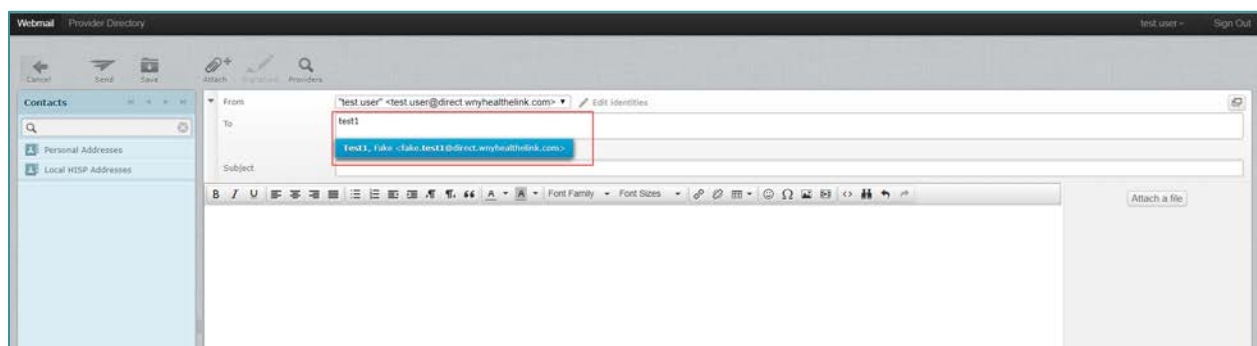 Webmail Provider Directory test.user Sign Out
Cancel Send Save Attach Signature Providers
Contacts
Personal Addresses
Local HISP Addresses
From "test.user" <test.user@direct.wnyhealthelink.com> Edit identities
To test1
Test1, Fake <fake.test1@direct.wnyhealthelink.com>
Subject
B I U Font Family Font Sizes
Attach a file